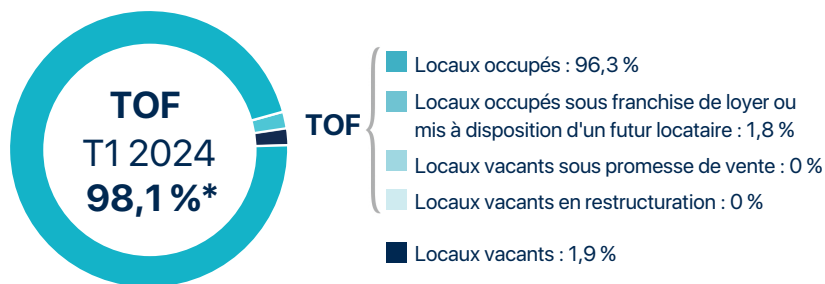 TOF
T1 2024
98,1 %*
TOF
Locaux occupés : 96,3 %
Locaux occupés sous franchise de loyer ou
mis à disposition d'un futur locataire : 1,8 %
Locaux vacants sous promesse de vente : 0 %
Locaux vacants en restructuration : 0 %
Locaux vacants : 1,9 %